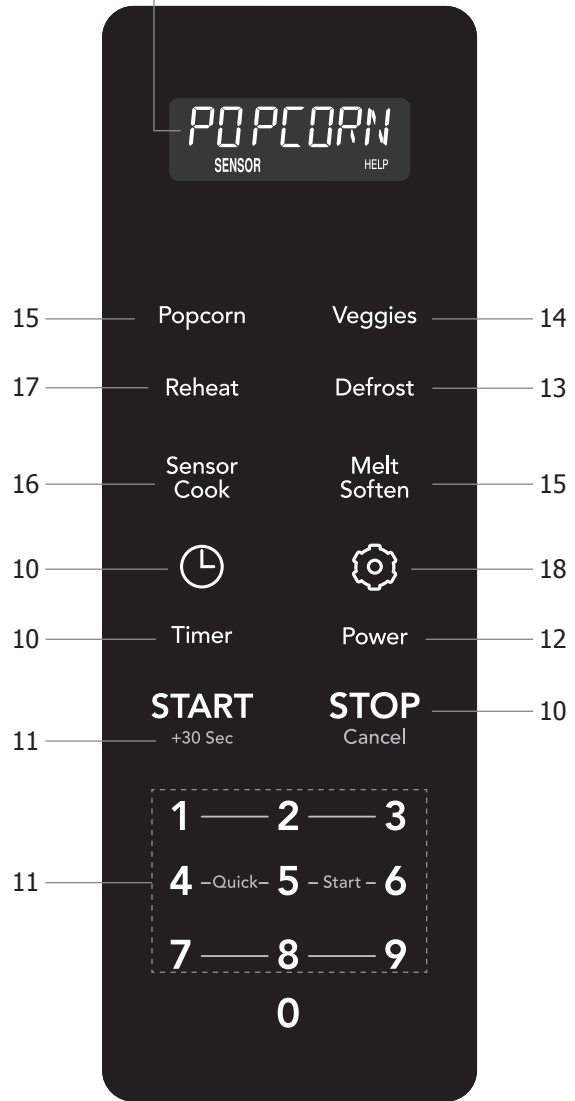 POPCORN
SENSOR HELP
15 Popcorn Veggies 14
17 Reheat Defrost 13
16 Sensor Cook Melt Soften 15
10 18
10 Timer Power 12
START STOP 10
11 +30 Sec Cancel
1 2 3
11 4 Quick 5 Start 6
7 8 9
0